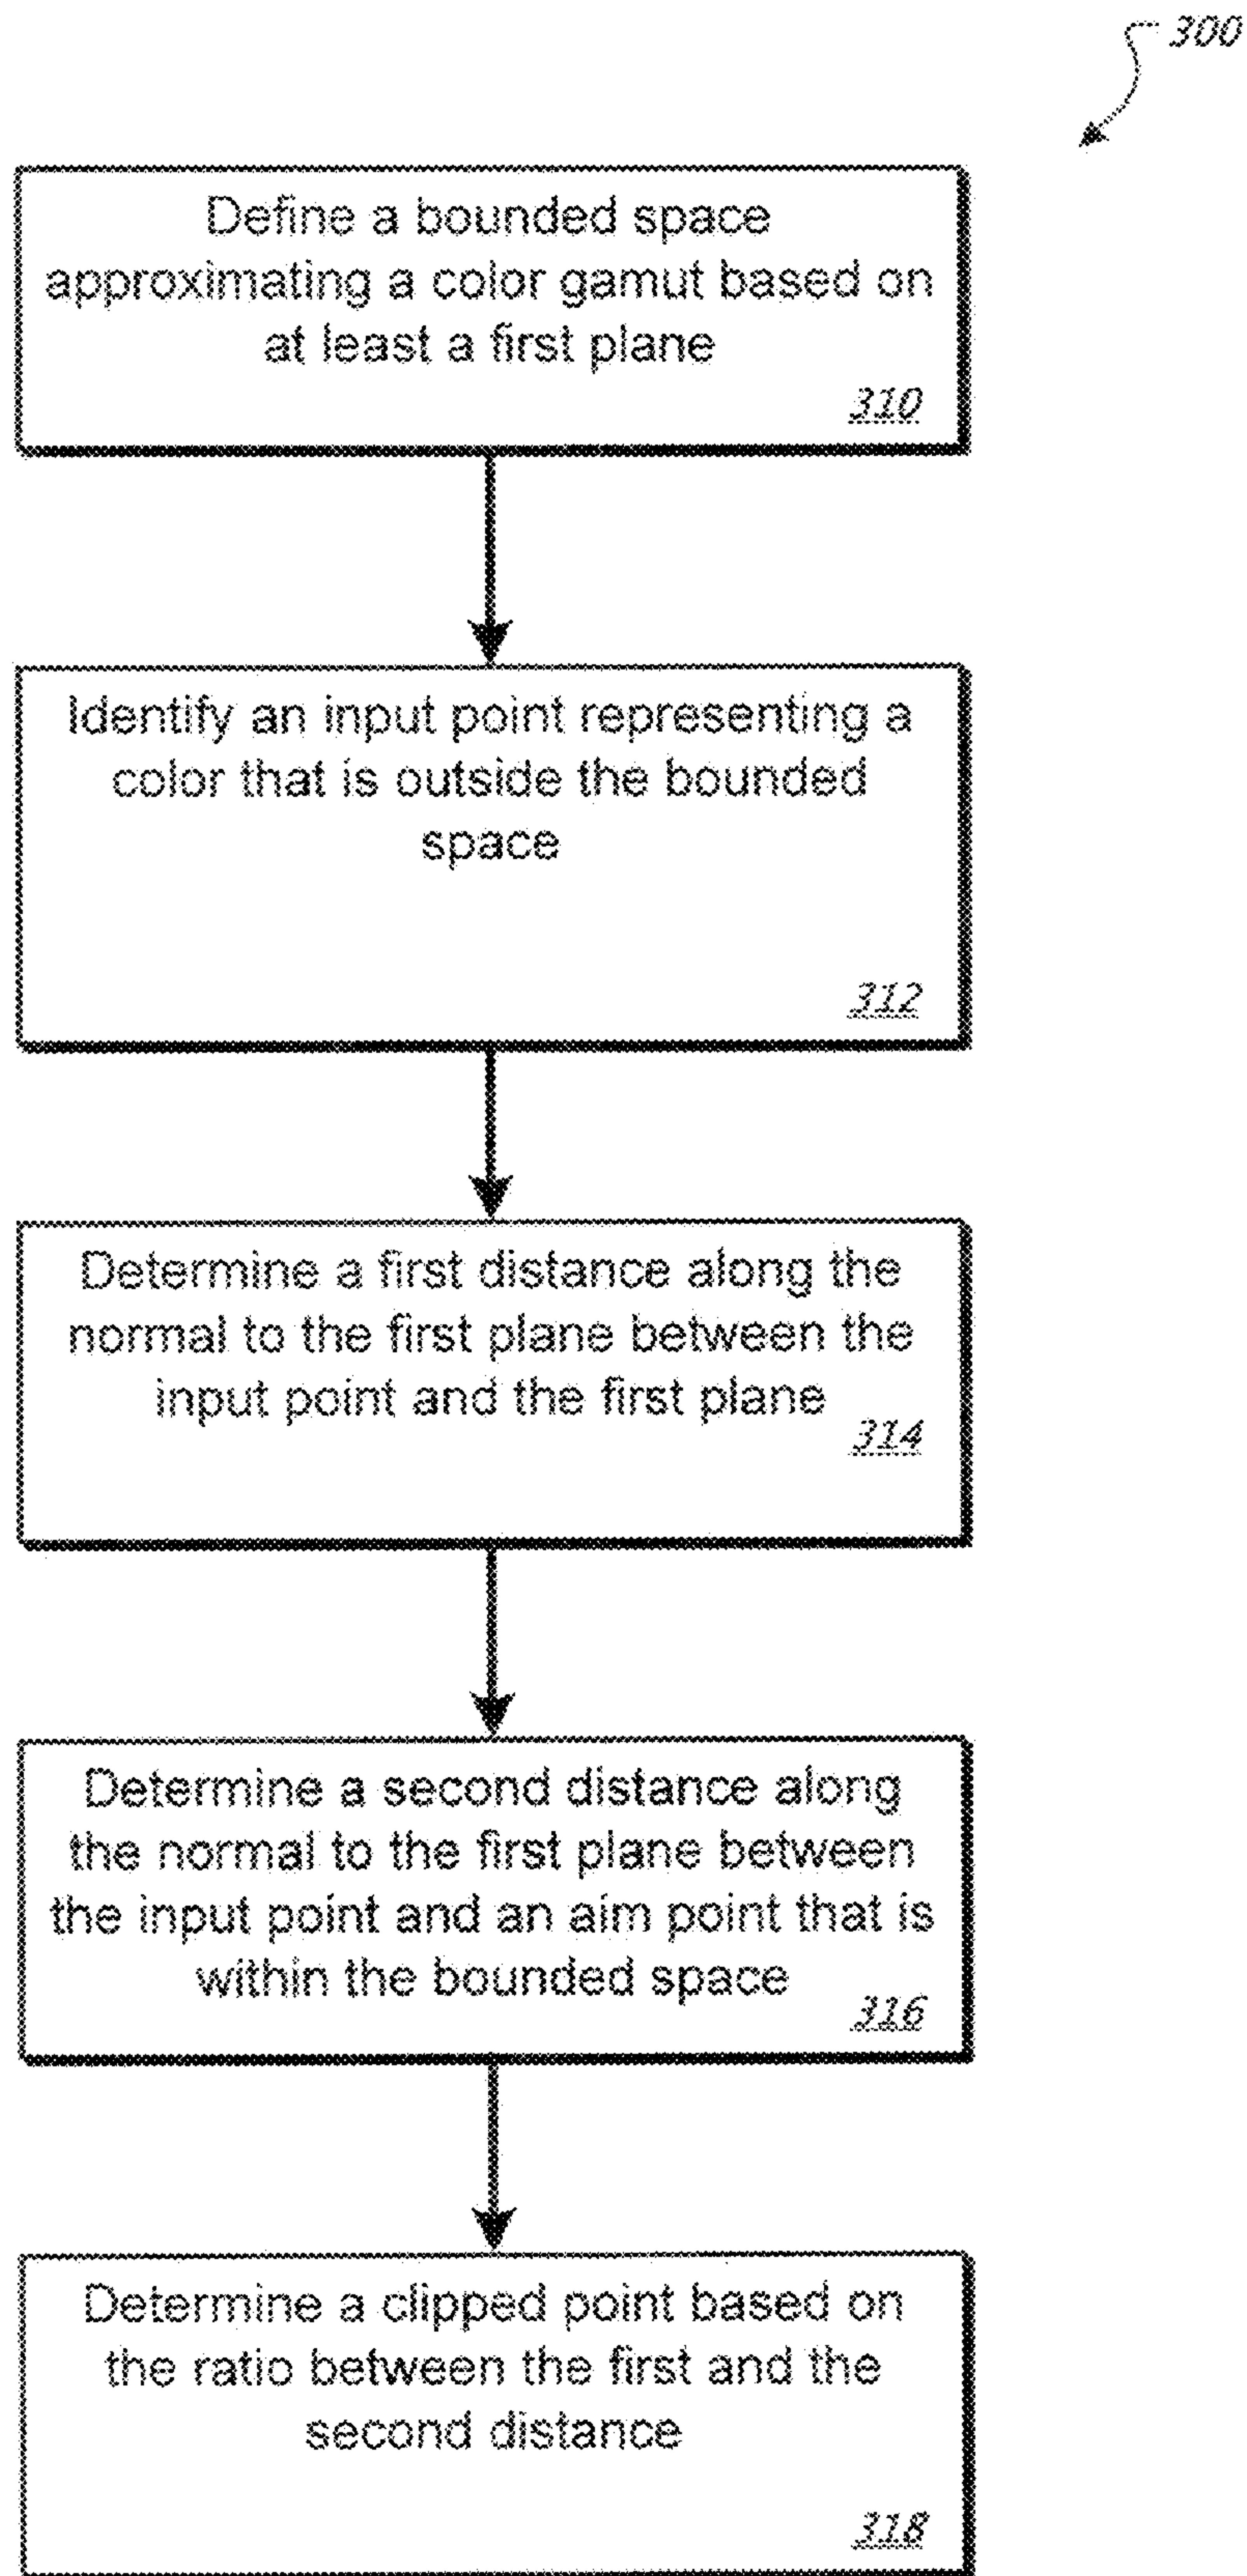 300
Define a bounded space
approximating a color gamut based on
at least a first plane
310
Identify an input point representing a
color that is outside the bounded
space
312
Determine a first distance along the
normal to the first plane between the
input point and the first plane
314
Determine a second distance along
the normal to the first plane between
the input point and an aim point that is
within the bounded space
316
Determine a clipped point based on
the ratio between the first and the
second distance
318